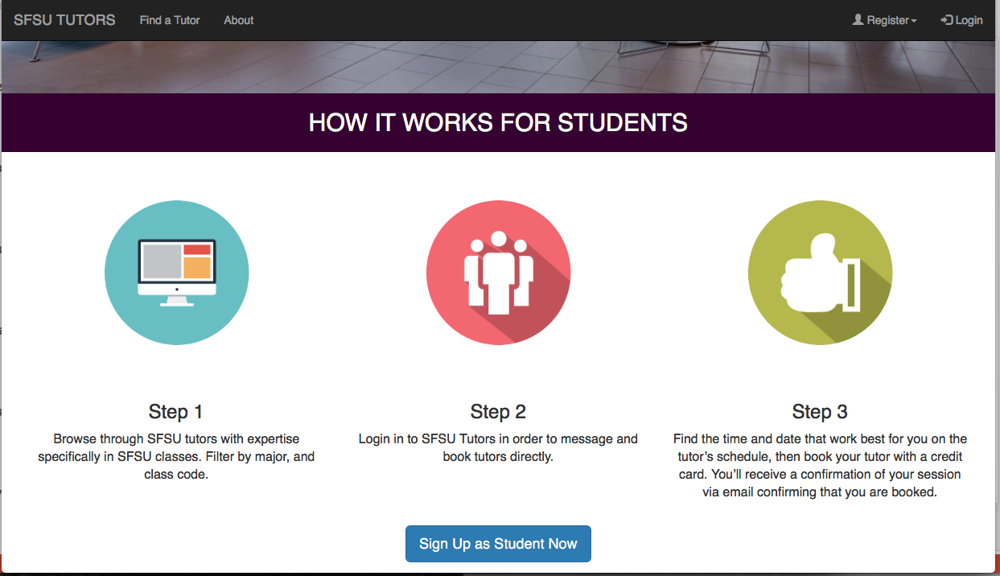 SFSU TUTORS Find a Tutor About Register Login
HOW IT WORKS FOR STUDENTS
Step 1
Browse through SFSU tutors with expertise
specifically in SFSU classes. Filter by major, and
class code.
Step 2
Login in to SFSU Tutors in order to message and
book tutors directly.
Step 3
Find the time and date that work best for you on the
tutor’s schedule, then book your tutor with a credit
card. You’ll receive a confirmation of your session
via email confirming that you are booked.
Sign Up as Student Now